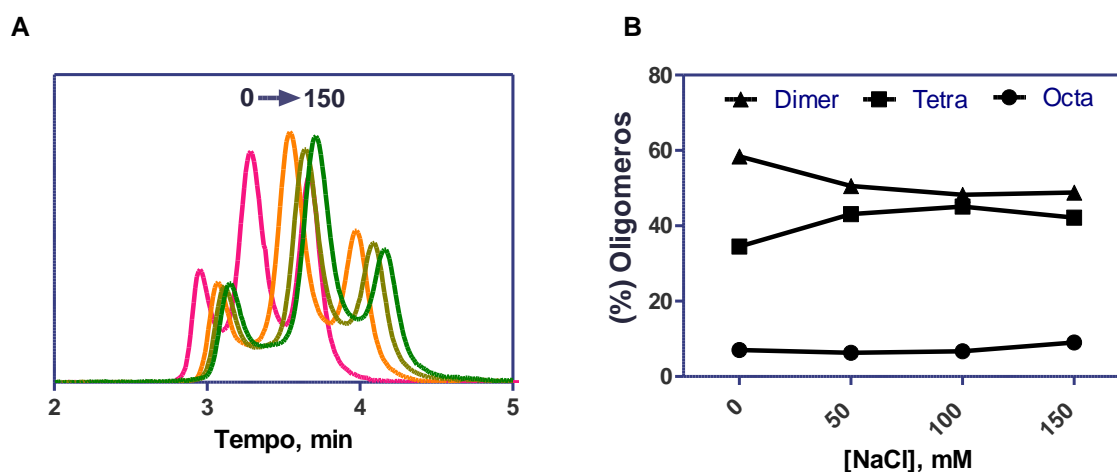 A
0 150
2 3 4 5
Tempo, min
B
(%) Oligomeros
80
60
40
20
0
Dimer Tetra Octa
0 50 100 150
[NaCl], mM